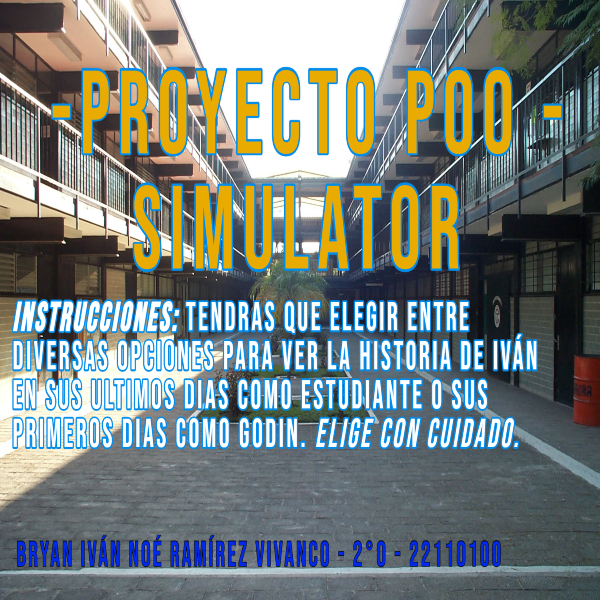 -PROYECTO POO -
SIMULATOR
INSTRUCCIONES: TENDRAS QUE ELEGIR ENTRE
DIVERSAS OPCIONES PARA VER LA HISTORIA DE IVÁN
EN SUS ULTIMOS DIAS COMO ESTUDIANTE O SUS
PRIMEROS DIAS COMO GODIN. ELIGE CON CUIDADO.
BRYAN IVÁN NOÉ RAMÍREZ VIVANCO - 2°O - 22110100